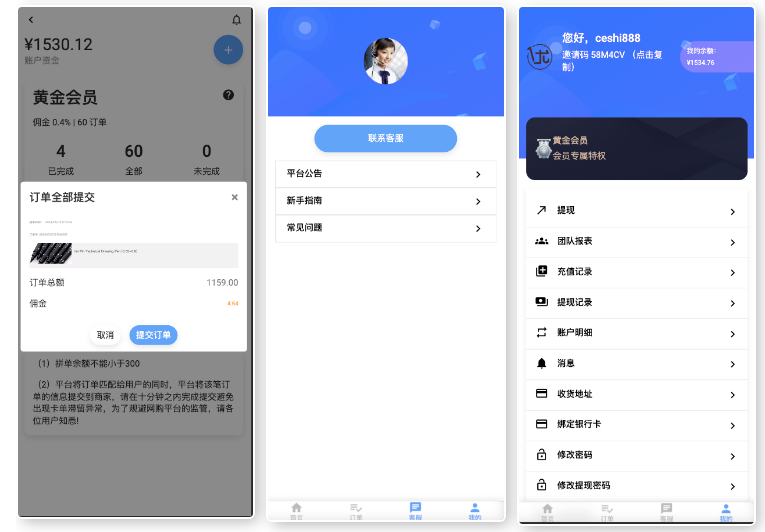 ¥1530.12
账户资金
黄金会员
佣金 0.4% | 60 订单
4
60
0
已完成
全部
未完成
订单全部提交
×
订单总额
1159.00
佣金
4.64
取消
提交订单
（1）拼单余额不能小于300
（2）平台将订单匹配给用户的同时，平台将该笔订
单的信息提交到商家，请在十分钟之内完成提交避免
出现卡单滞留异常，为了规避网购平台的监管，请各
位用户知悉!
联系客服
平台公告
新手指南
常见问题
首页
订单
客服
我的
您好，ceshi888
邀请码 58M4CV （点击复
制）
我的余额:
¥1534.76
黄金会员
会员专属特权
提现
团队报表
充值记录
提现记录
账户明细
消息
收货地址
绑定银行卡
修改密码
修改提现密码
首页
订单
客服
我的